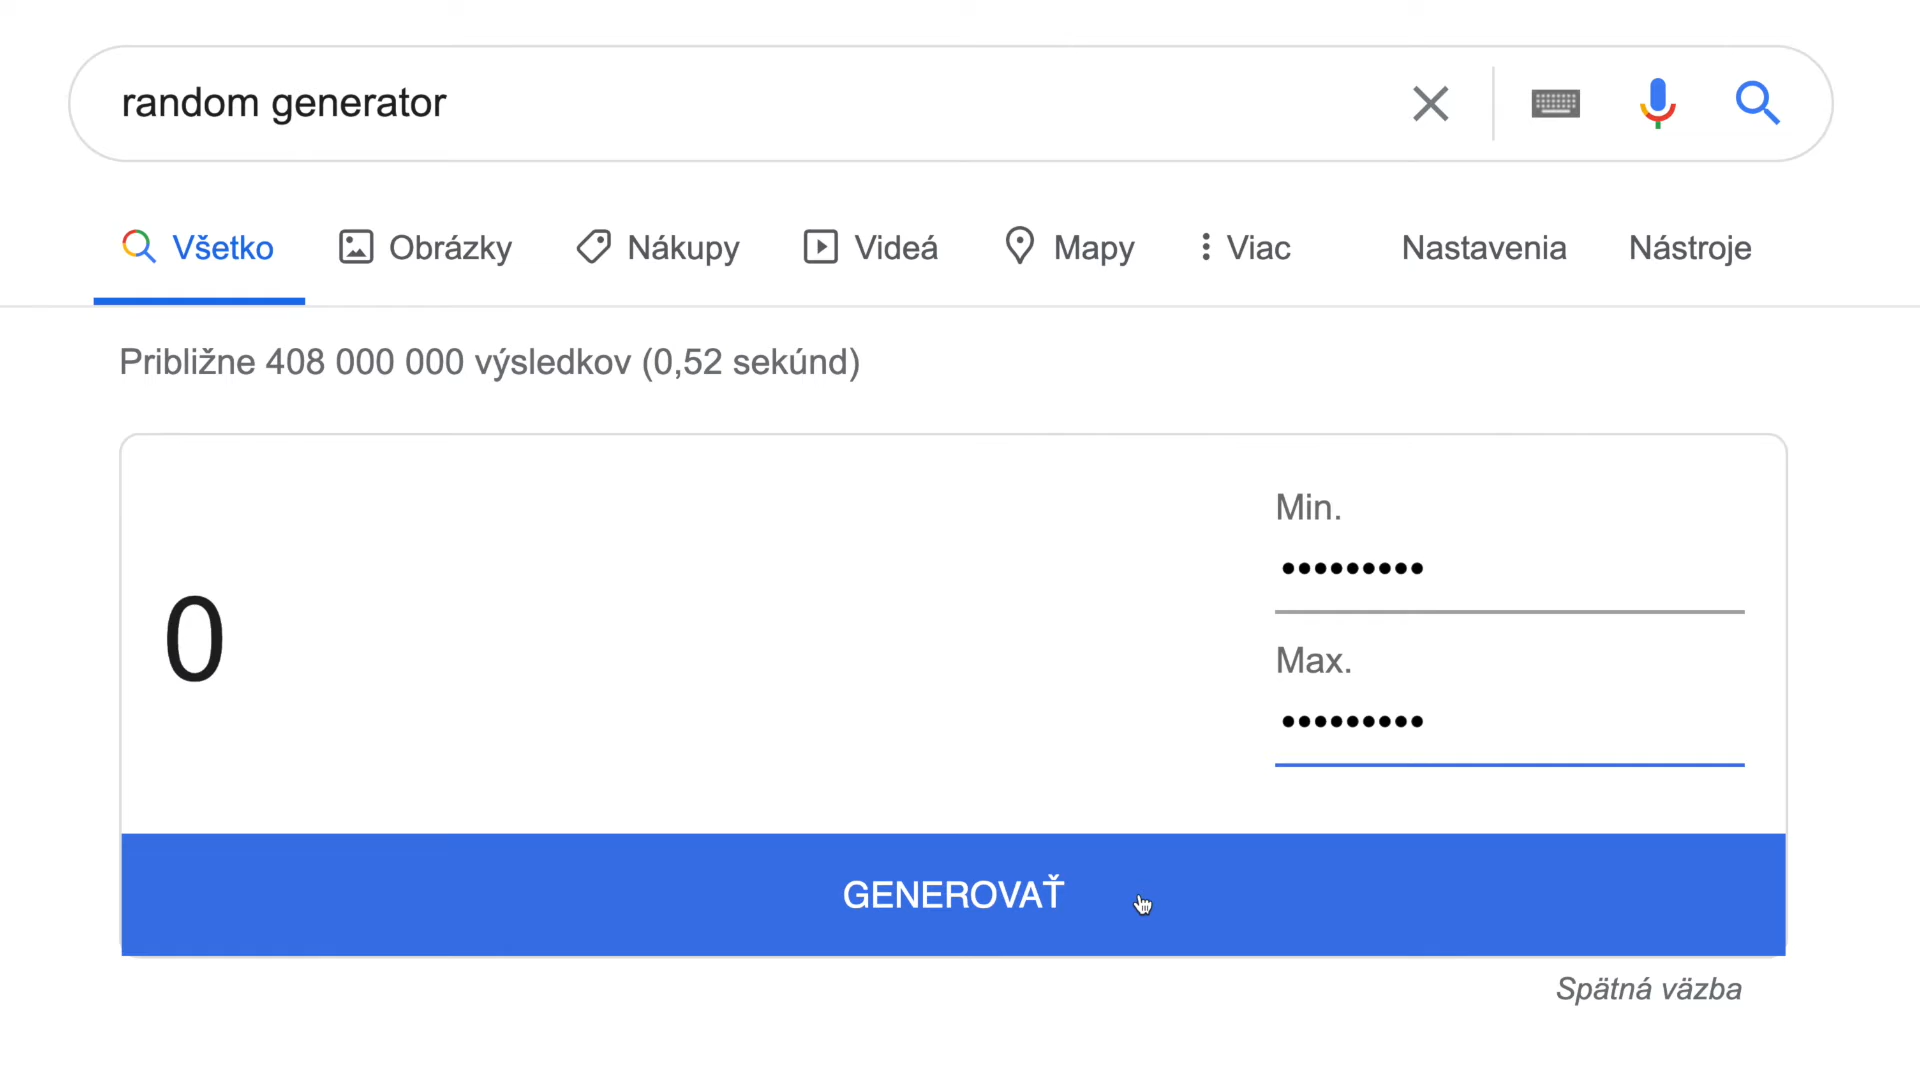 random generator
Všetko Obrázky Nákupy Videá Mapy Viac Nastavenia Nástroje
Približne 408 000 000 výsledkov (0,52 sekúnd)
Min.
•••••••••
0
Max.
•••••••••
GENEROVAŤ
Spätná väzba